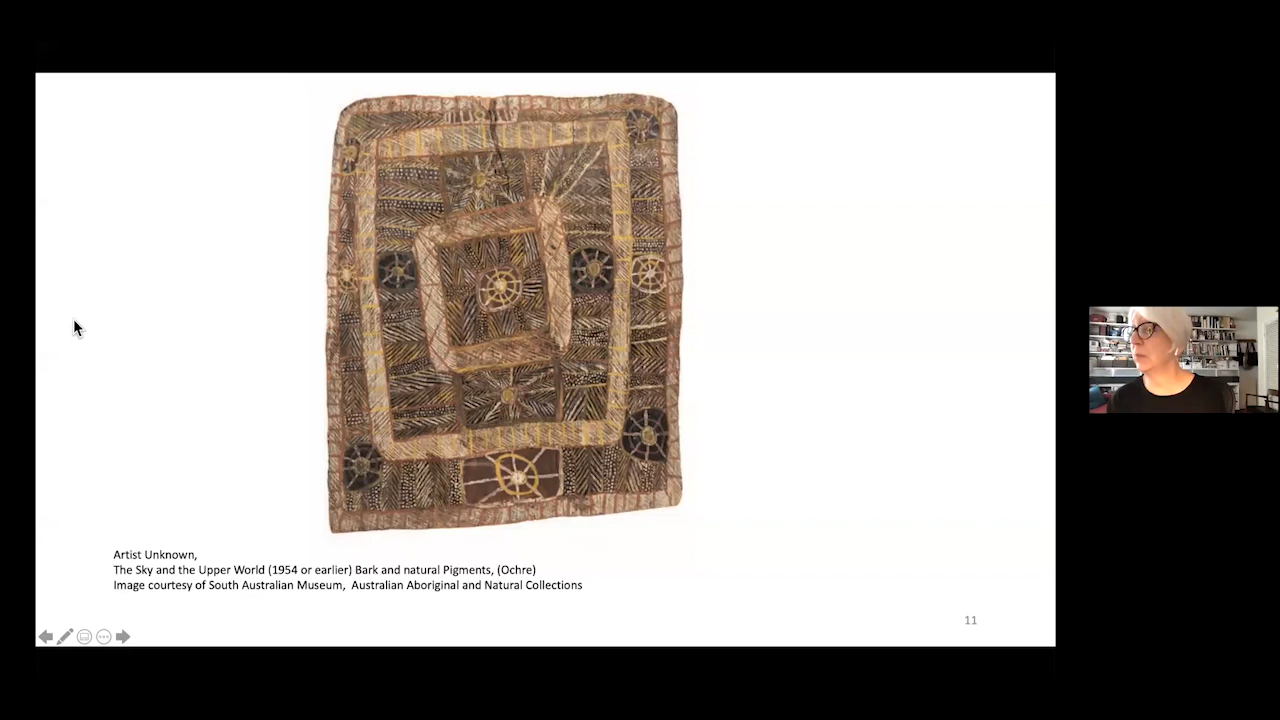 Artist Unknown,
The Sky and the Upper World (1954 or earlier) Bark and natural Pigments, (Ochre)
Image courtesy of South Australian Museum,  Australian Aboriginal and Natural Collections
11